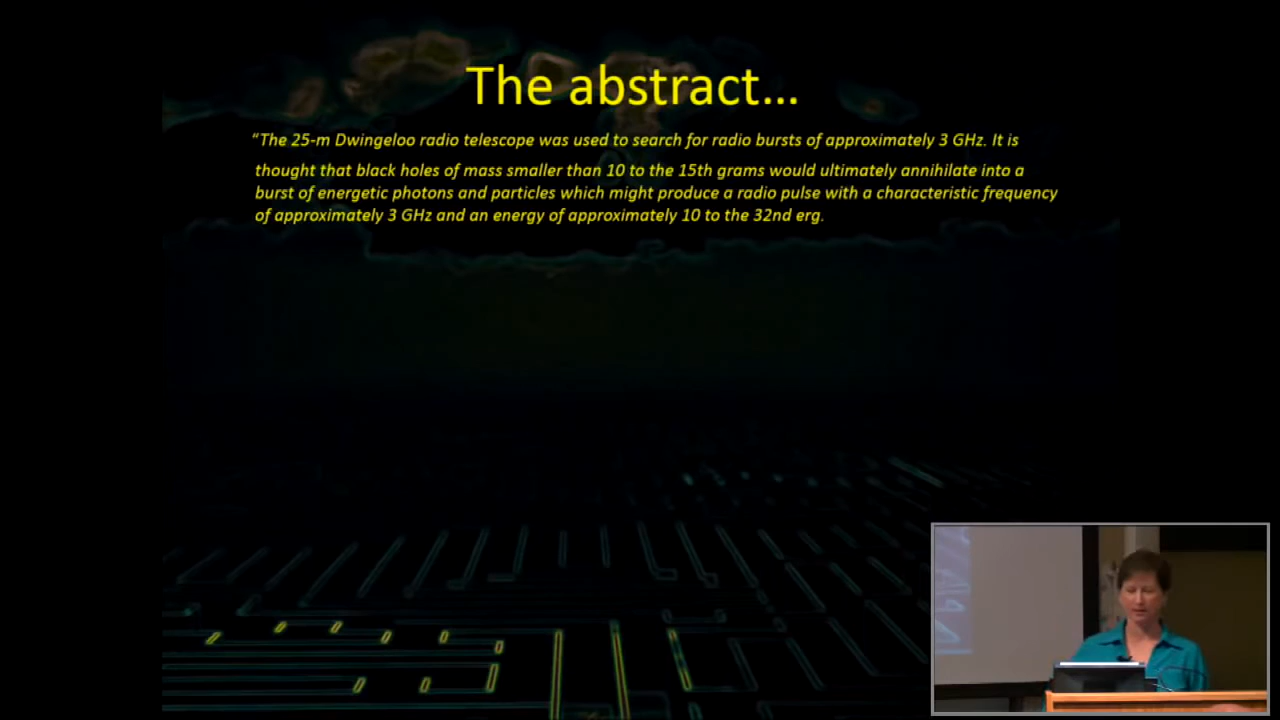 The abstract...
“The 25-m Dwingeloo radio telescope was used to search for radio bursts of approximately 3 GHz. It is
thought that black holes of mass smaller than 10 to the 15th grams would ultimately annihilate into a
burst of energetic photons and particles which might produce a radio pulse with a characteristic frequency
of approximately 3 GHz and an energy of approximately 10 to the 32nd erg.